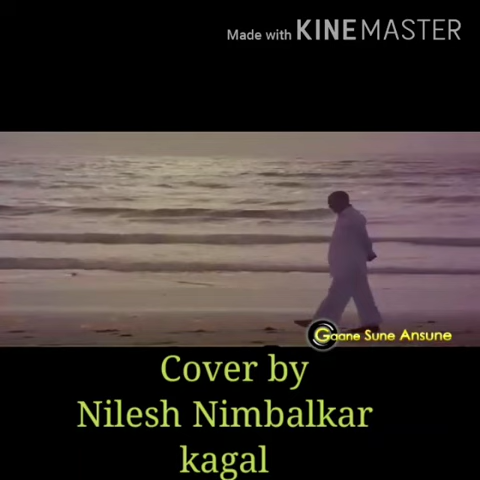 Made with KINEMASTER
Gaane Sune Ansune
Cover by
Nilesh Nimbalkar
kagal